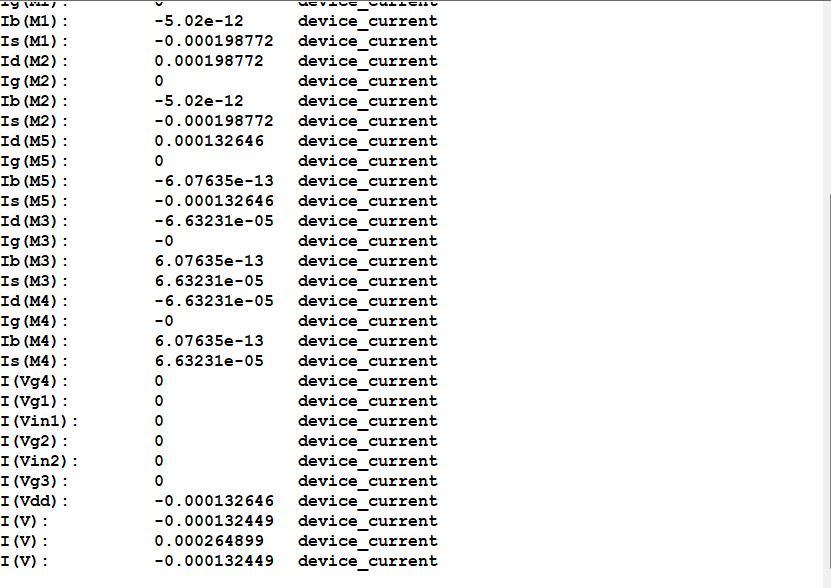 Ig(M1): 0 device_current
Ib(M1): -5.02e-12 device_current
Is(M1): -0.000198772 device_current
Id(M2): 0.000198772 device_current
Ig(M2): 0 device_current
Ib(M2): -5.02e-12 device_current
Is(M2): -0.000198772 device_current
Id(M5): 0.000132646 device_current
Ig(M5): 0 device_current
Ib(M5): -6.07635e-13 device_current
Is(M5): -0.000132646 device_current
Id(M3): -6.63231e-05 device_current
Ig(M3): -0 device_current
Ib(M3): 6.07635e-13 device_current
Is(M3): 6.63231e-05 device_current
Id(M4): -6.63231e-05 device_current
Ig(M4): -0 device_current
Ib(M4): 6.07635e-13 device_current
Is(M4): 6.63231e-05 device_current
I(Vg4): 0 device_current
I(Vg1): 0 device_current
I(Vin1): 0 device_current
I(Vg2): 0 device_current
I(Vin2): 0 device_current
I(Vg3): 0 device_current
I(Vdd): -0.000132646 device_current
I(V): -0.000132449 device_current
I(V): 0.000264899 device_current
I(V): -0.000132449 device_current